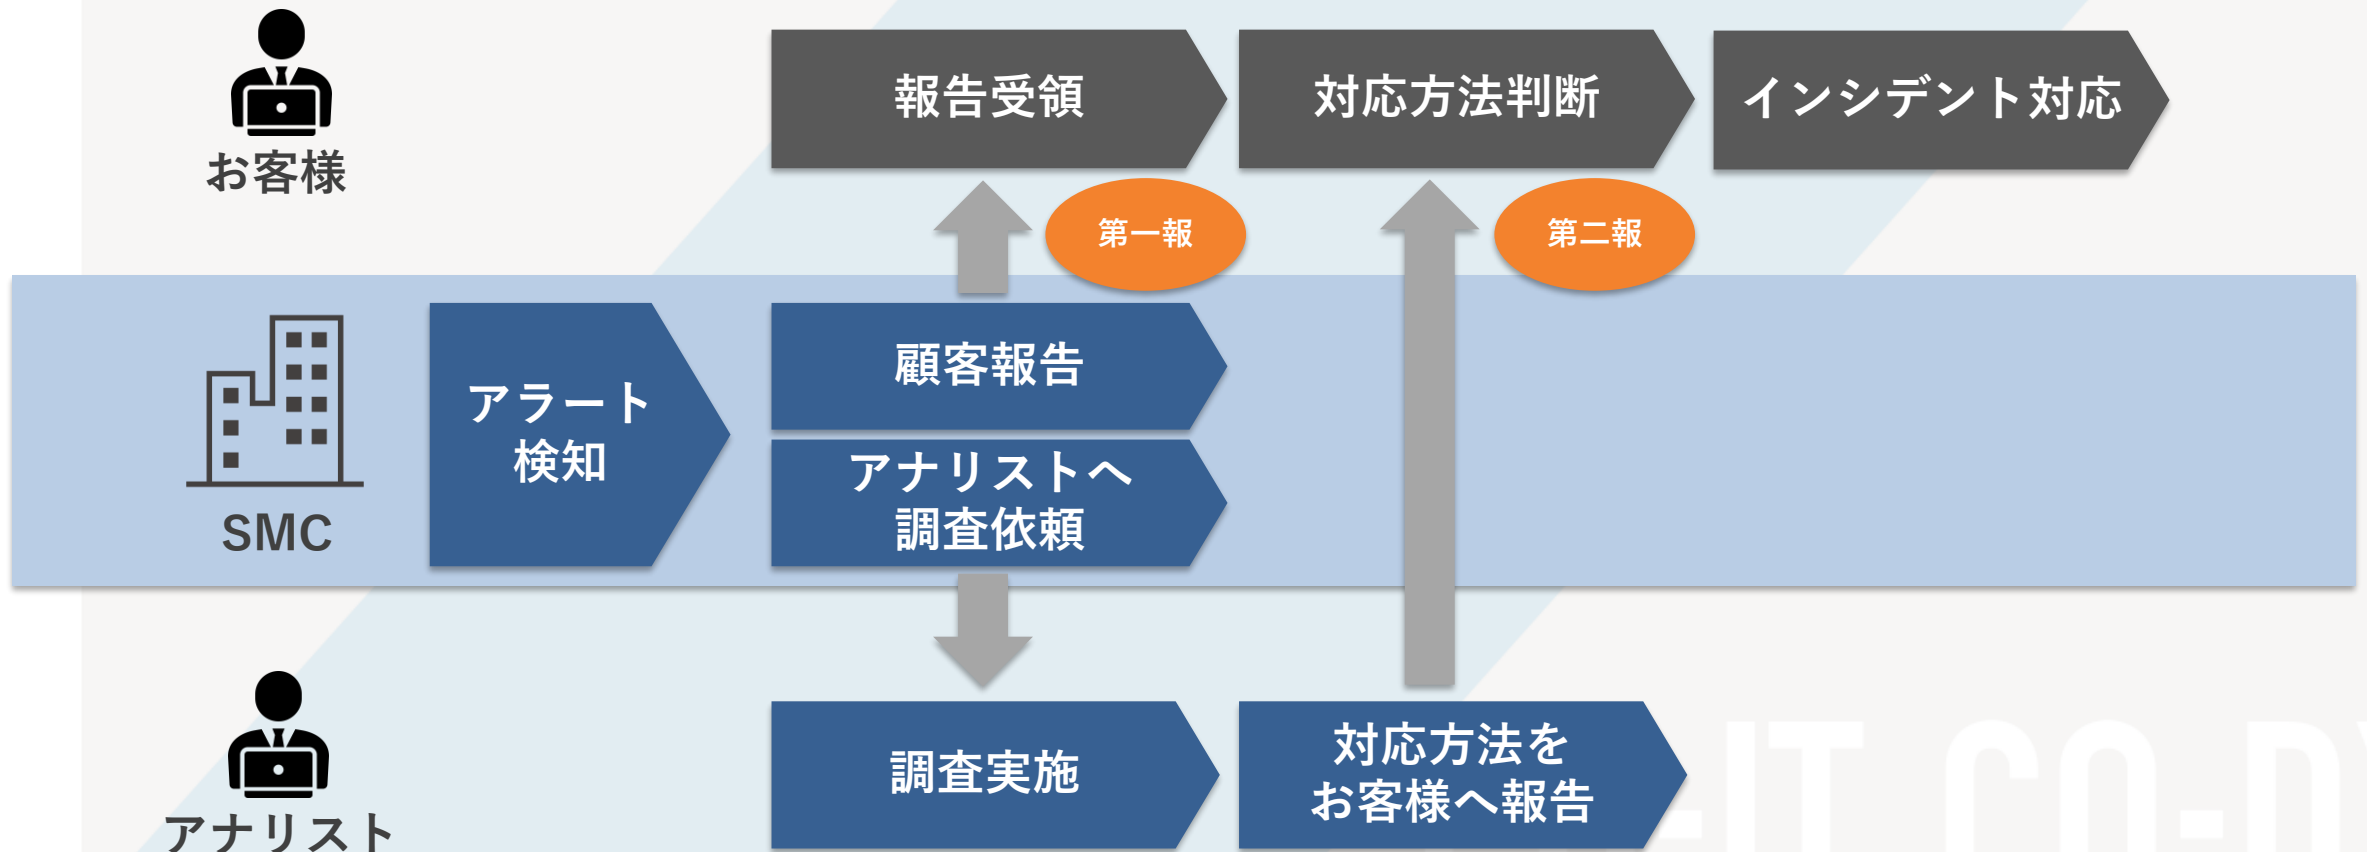 お客様
報告受領
対応方法判断
インシデント対応
第一報
第二報
SMC
アラート
検知
顧客報告
アナリストへ
調査依頼
アナリスト
調査実施
対応方法を
お客様へ報告